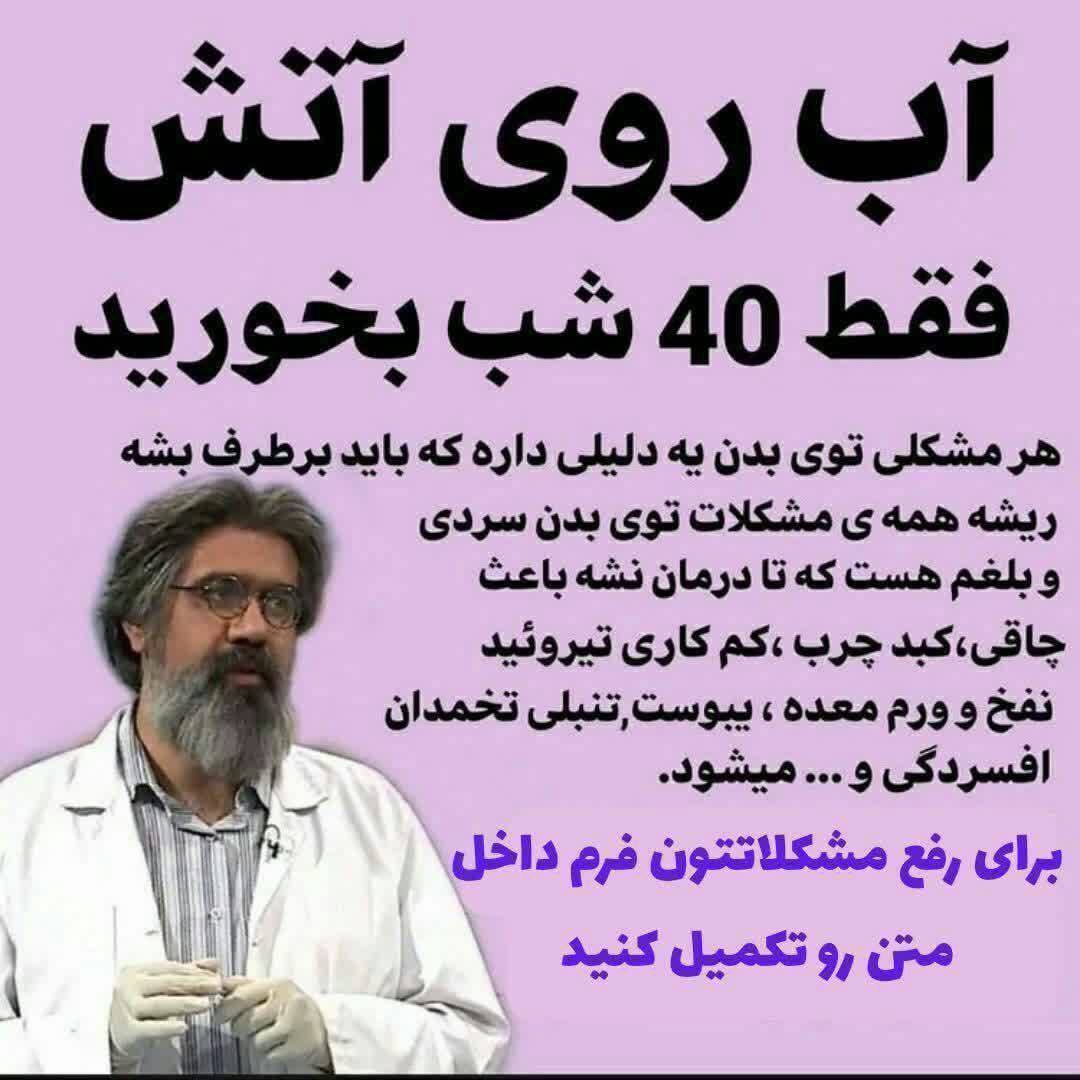 آب روی آتش
فقط 40 شب بخورید
هر مشکلی توی بدن یه دلیلی داره که باید برطرف بشه
ریشه همه ی مشکلات توی بدن سردی
و بلغم هست که تا درمان نشه باعث
چاقی،کبد چرب ،کم کاری تیروئید
نفخ و ورم معده ، یبوست,تنبلی تخمدان
افسردگی و ... میشود.
برای رفع مشکلاتتون فرم داخل
متن رو تکمیل کنید